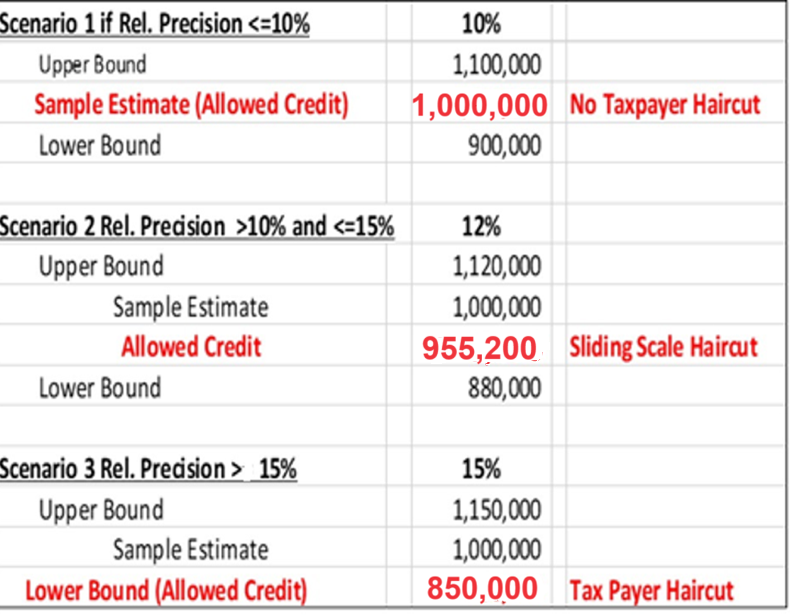 Scenario 1 if Rel. Precision <=10% 10%
Upper Bound 1,100,000
Sample Estimate (Allowed Credit) 1,000,000 No Taxpayer Haircut
Lower Bound 900,000
Scenario 2 Rel. Precision >10% and <=15% 12%
Upper Bound 1,120,000
Sample Estimate 1,000,000
Allowed Credit 955,200 Sliding Scale Haircut
Lower Bound 880,000
Scenario 3 Rel. Precision > 15% 15%
Upper Bound 1,150,000
Sample Estimate 1,000,000
Lower Bound (Allowed Credit) 850,000 Tax Payer Haircut